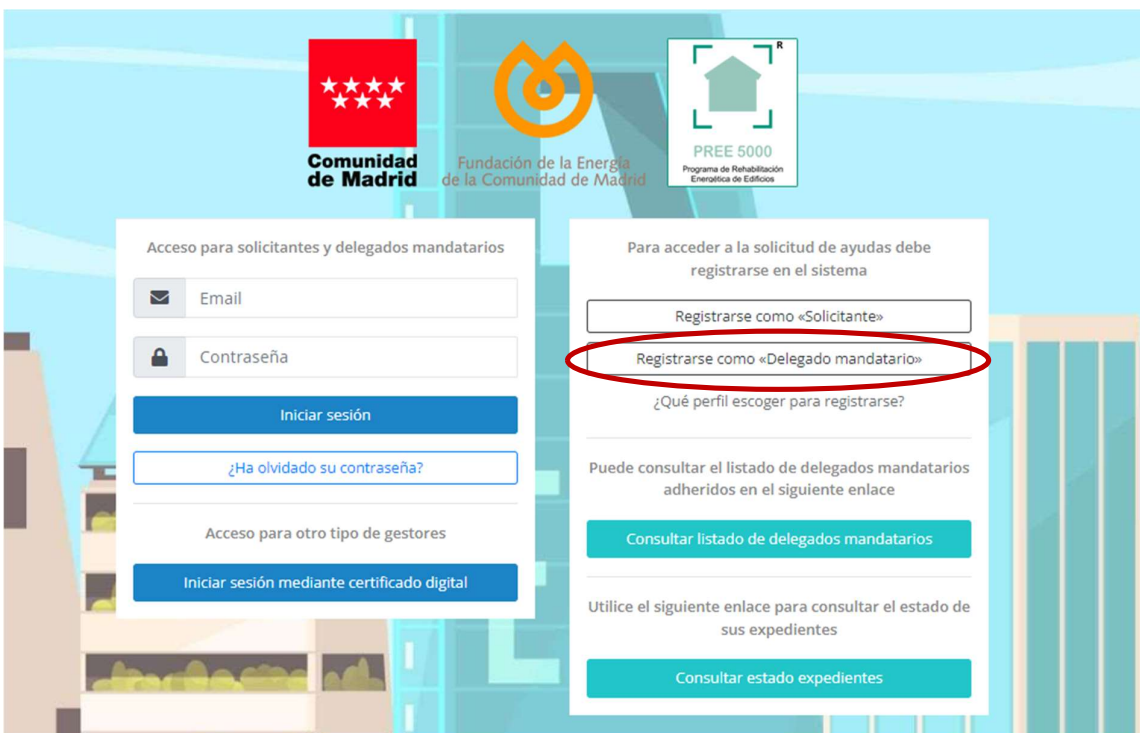 Comunidad
de Madrid
Fundación de la Energía
de la Comunidad de Madrid
R
PREE 5000
Programa de Rehabilitación
Energética de Edificios
Acceso para solicitantes y delegados mandatarios
Email
Contraseña
Iniciar sesión
¿Ha olvidado su contraseña?
Acceso para otro tipo de gestores
Iniciar sesión mediante certificado digital
Para acceder a la solicitud de ayudas debe
registrarse en el sistema
Registrarse como «Solicitante»
Registrarse como «Delegado mandatario»
¿Qué perfil escoger para registrarse?
Puede consultar el listado de delegados mandatarios
adheridos en el siguiente enlace
Consultar listado de delegados mandatarios
Utilice el siguiente enlace para consultar el estado de
sus expedientes
Consultar estado expedientes